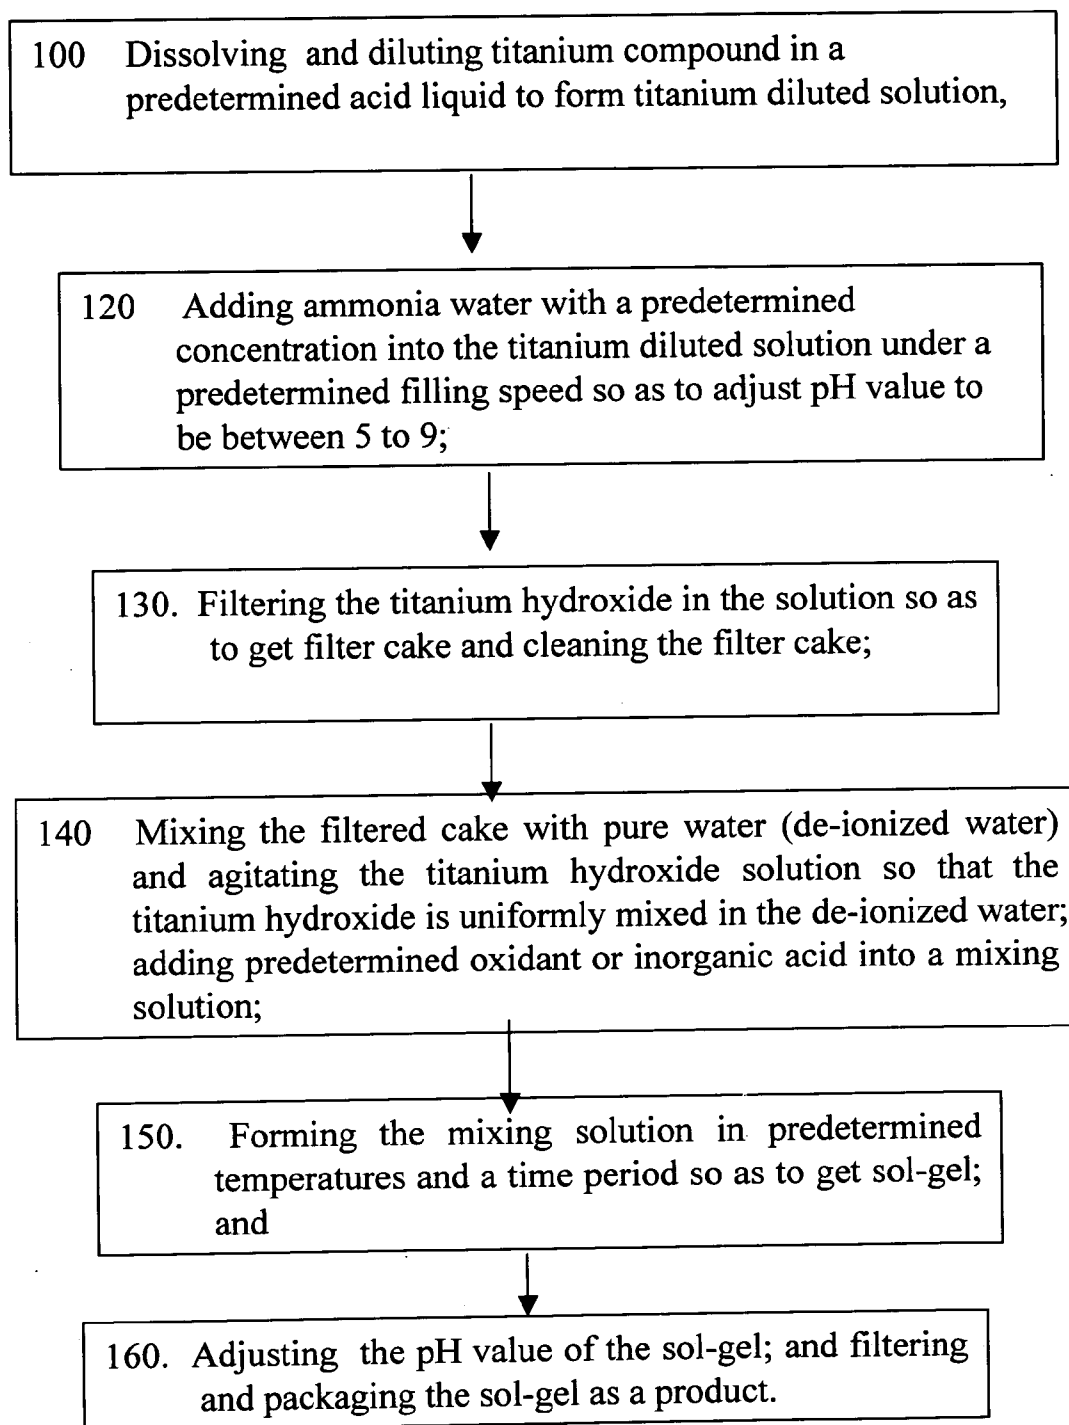 100 Dissolving and diluting titanium compound in a
predetermined acid liquid to form titanium diluted solution,
120 Adding ammonia water with a predetermined
concentration into the titanium diluted solution under a
predetermined filling speed so as to adjust pH value to
be between 5 to 9;
130. Filtering the titanium hydroxide in the solution so as
to get filter cake and cleaning the filter cake;
140 Mixing the filtered cake with pure water (de-ionized water)
and agitating the titanium hydroxide solution so that the
titanium hydroxide is uniformly mixed in the de-ionized water;
adding predetermined oxidant or inorganic acid into a mixing
solution;
150. Forming the mixing solution in predetermined
temperatures and a time period so as to get sol-gel;
and
160. Adjusting the pH value of the sol-gel; and filtering
and packaging the sol-gel as a product.